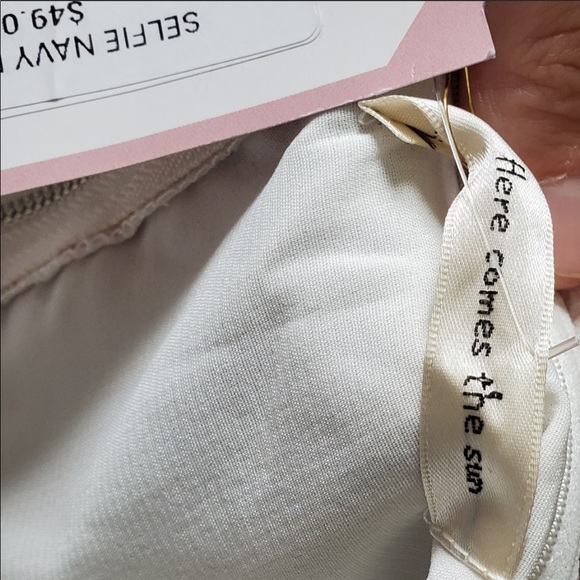 SELFIE NAVY
$49.0
Here comes the sun